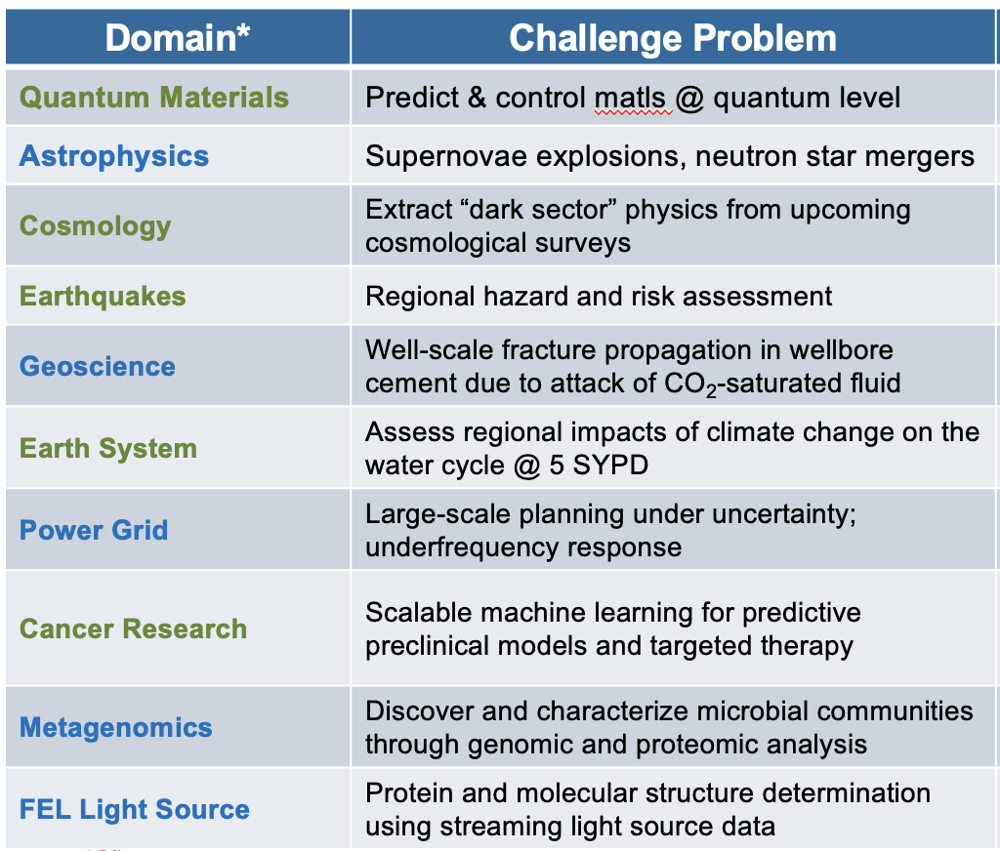 Domain*
Challenge Problem
Quantum Materials
Predict & control matls @ quantum level
Astrophysics
Supernovae explosions, neutron star mergers
Cosmology
Extract “dark sector” physics from upcoming
cosmological surveys
Earthquakes
Regional hazard and risk assessment
Geoscience
Well-scale fracture propagation in wellbore
cement due to attack of CO₂-saturated fluid
Earth System
Assess regional impacts of climate change on the
water cycle @ 5 SYPD
Power Grid
Large-scale planning under uncertainty;
underfrequency response
Cancer Research
Scalable machine learning for predictive
preclinical models and targeted therapy
Metagenomics
Discover and characterize microbial communities
through genomic and proteomic analysis
FEL Light Source
Protein and molecular structure determination
using streaming light source data